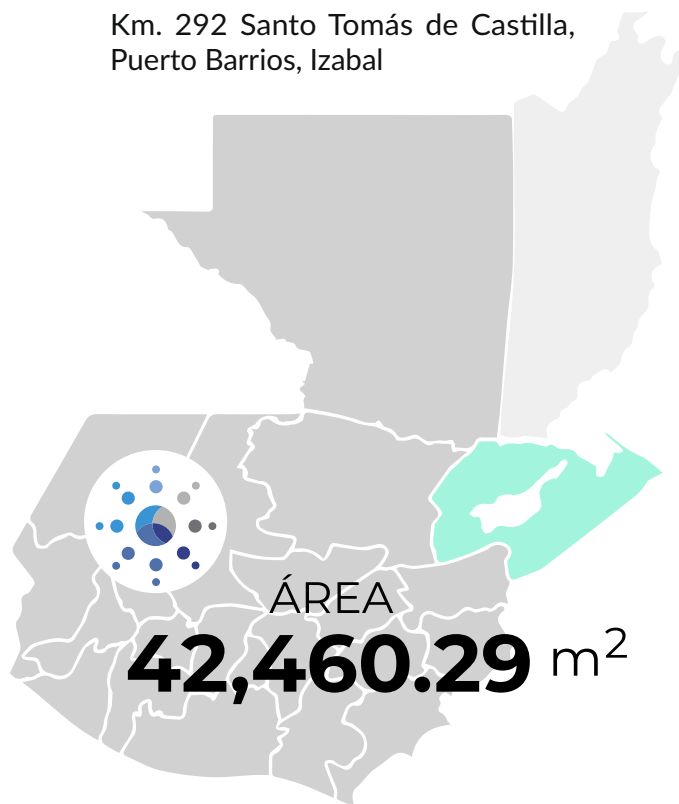 Km. 292 Santo Tomás de Castilla,
Puerto Barrios, Izabal
ÁREA
42,460.29 m²